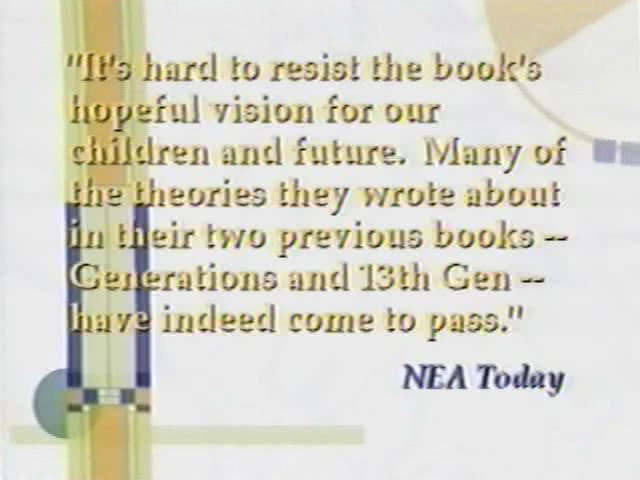 "It's hard to resist the book's
hopeful vision for our
children and future. Many of
the theories they wrote about
in their two previous books --
Generations and 13th Gen --
have indeed come to pass."
NEA Today